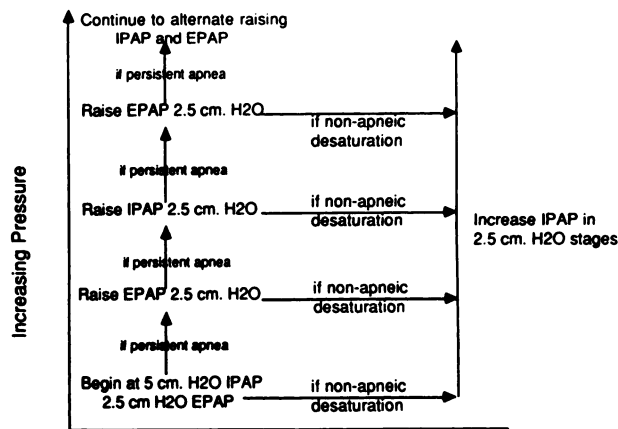 Continue to alternate raising
IPAP and EPAP
if persistent apnea
Raise EPAP 2.5 cm. H2O
if non-apneic
desaturation
if persistent apnea
Raise IPAP 2.5 cm. H2O
if non-apneic
desaturation
Increase IPAP in
2.5 cm. H2O stages
if persistent apnea
Raise EPAP 2.5 cm. H2O
if non-apneic
desaturation
if persistent apnea
Begin at 5 cm. H2O IPAP
2.5 cm H2O EPAP
if non-apneic
desaturation
Increasing Pressure